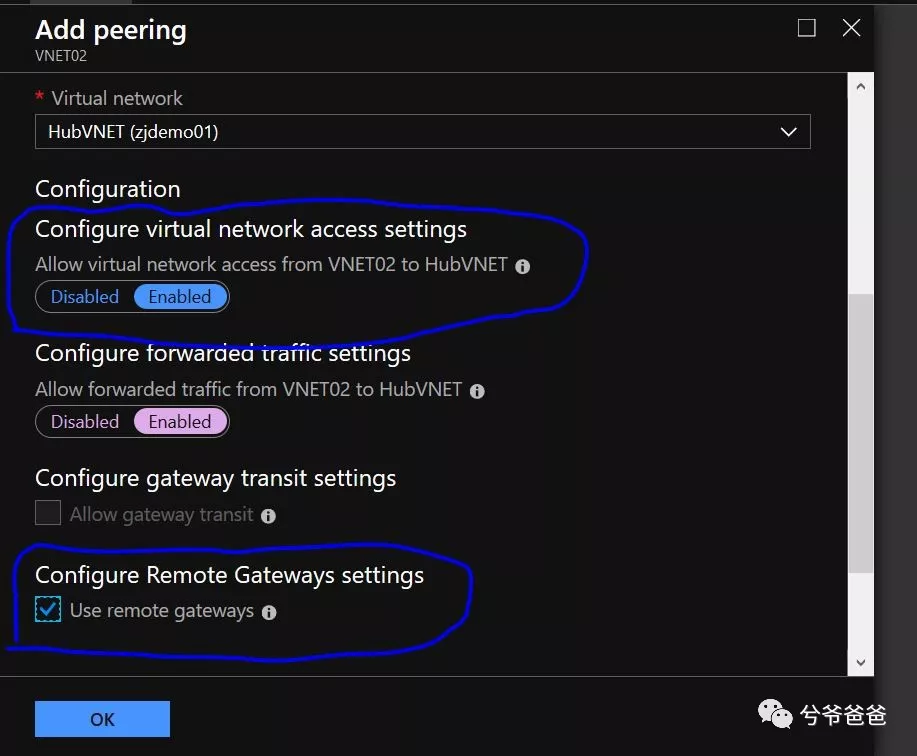 Add peering
VNET02
* Virtual network
HubVNET (zjdemo01)
Configuration
Configure virtual network access settings
Allow virtual network access from VNET02 to HubVNET
Disabled Enabled
Configure forwarded traffic settings
Allow forwarded traffic from VNET02 to HubVNET
Disabled Enabled
Configure gateway transit settings
Allow gateway transit
Configure Remote Gateways settings
Use remote gateways
OK
兮爷爸爸